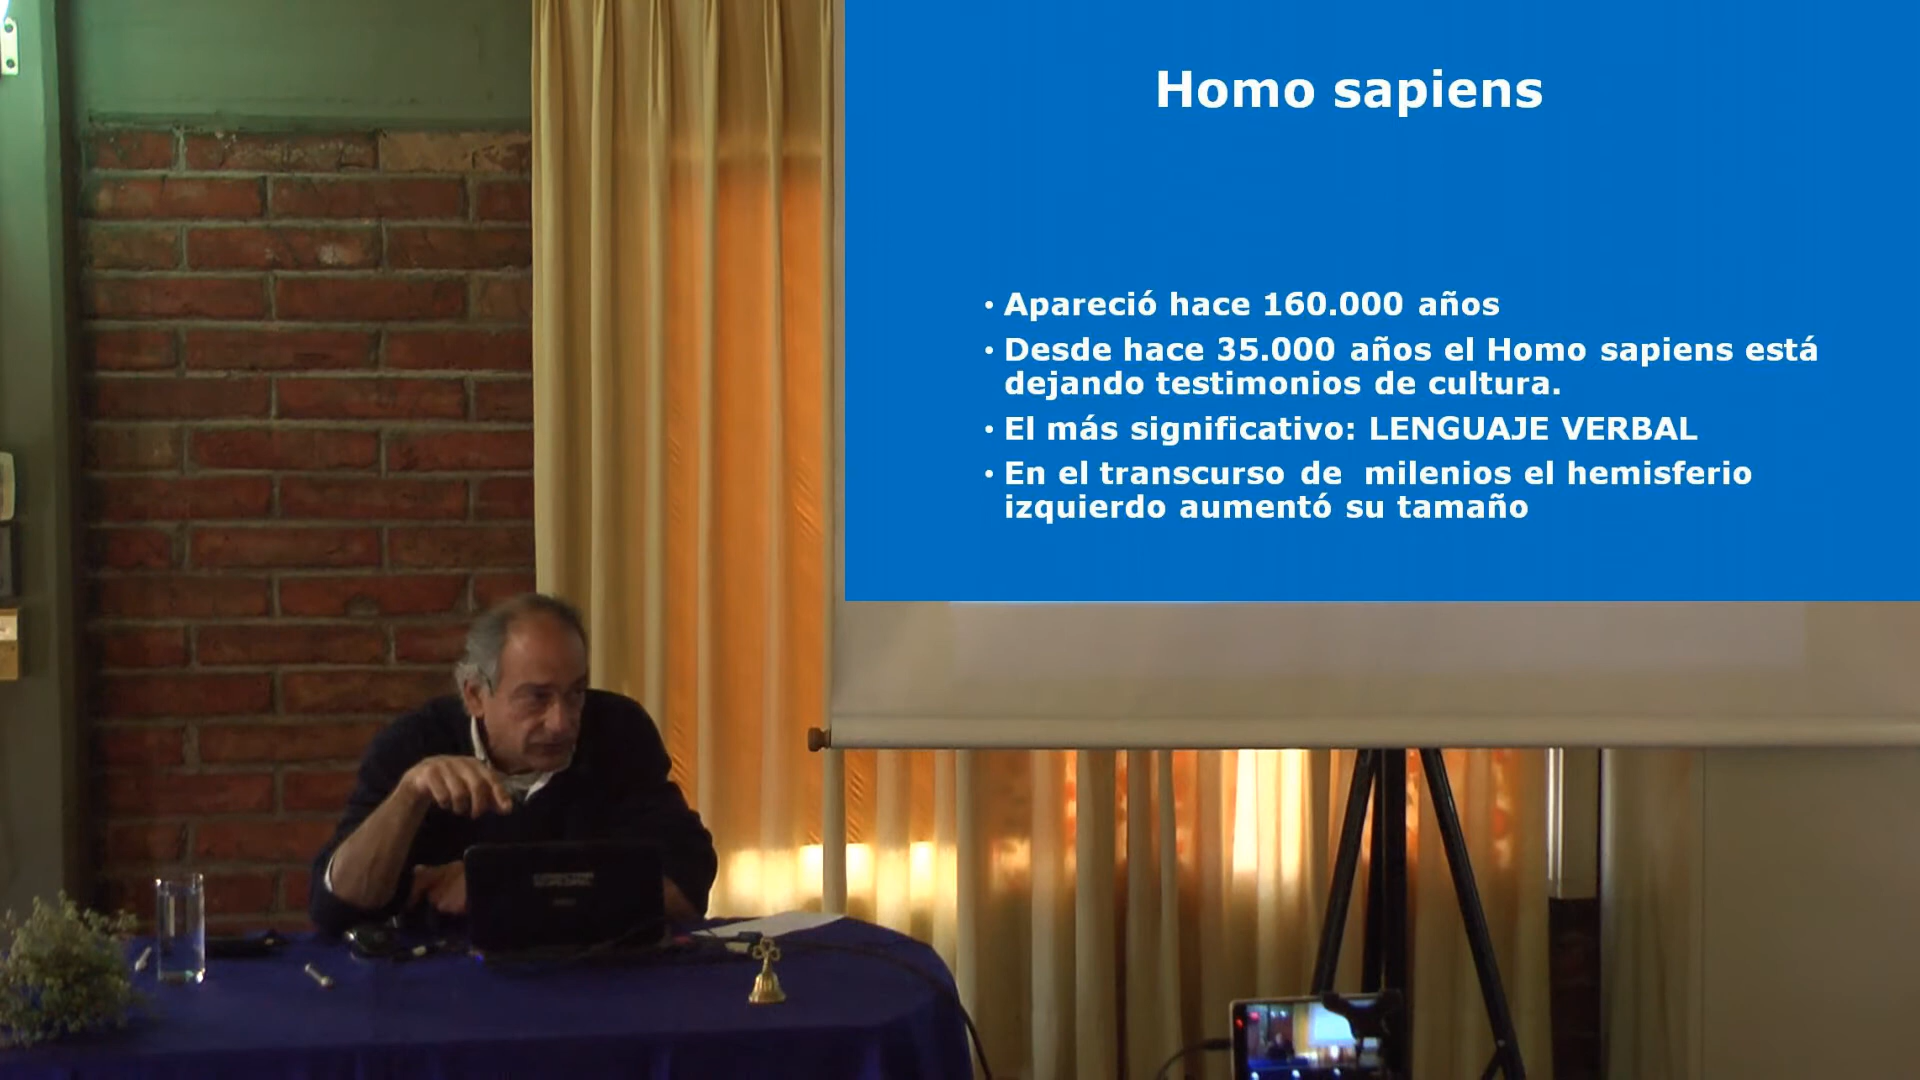 Homo sapiens
• Apareció hace 160.000 años
• Desde hace 35.000 años el Homo sapiens está
dejando testimonios de cultura.
• El más significativo: LENGUAJE VERBAL
• En el transcurso de  milenios el hemisferio
izquierdo aumentó su tamaño